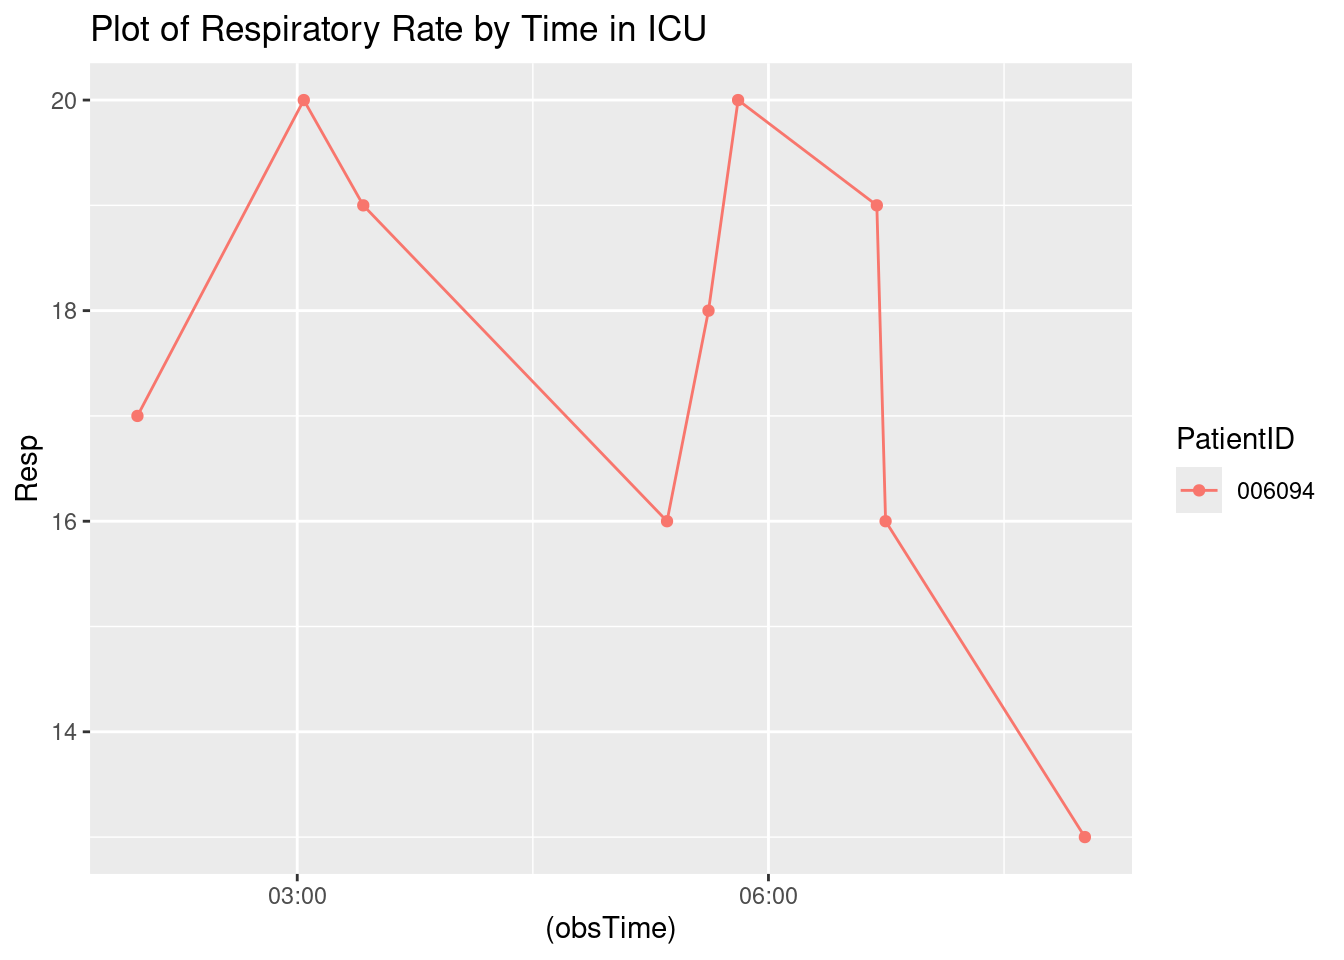 Plot of Respiratory Rate by Time in ICU
20
18
16
14
Resp
03:00
06:00
(obsTime)
PatientID
006094